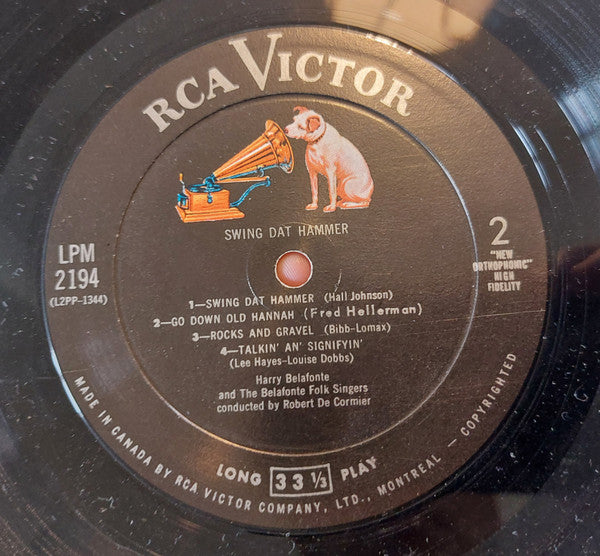 RCA VICTOR
SWING DAT HAMMER
LPM
2194
(L2PP-1344)
2
"NEW
ORTHOPHONIC"
HIGH
FIDELITY
1—SWING DAT HAMMER (Hall Johnson)
2—GO DOWN OLD HANNAH (Fred Hellerman)
3—ROCKS AND GRAVEL (Bibb-Lomax)
4—TALKIN' AN' SIGNIFYIN'
(Lee Hayes-Louise Dobbs)
Harry Belafonte
and The Belafonte Folk Singers
conducted by Robert De Cormier
LONG 33 1/3 PLAY
MADE IN CANADA BY RCA VICTOR COMPANY, LTD., MONTREAL – COPYRIGHTED